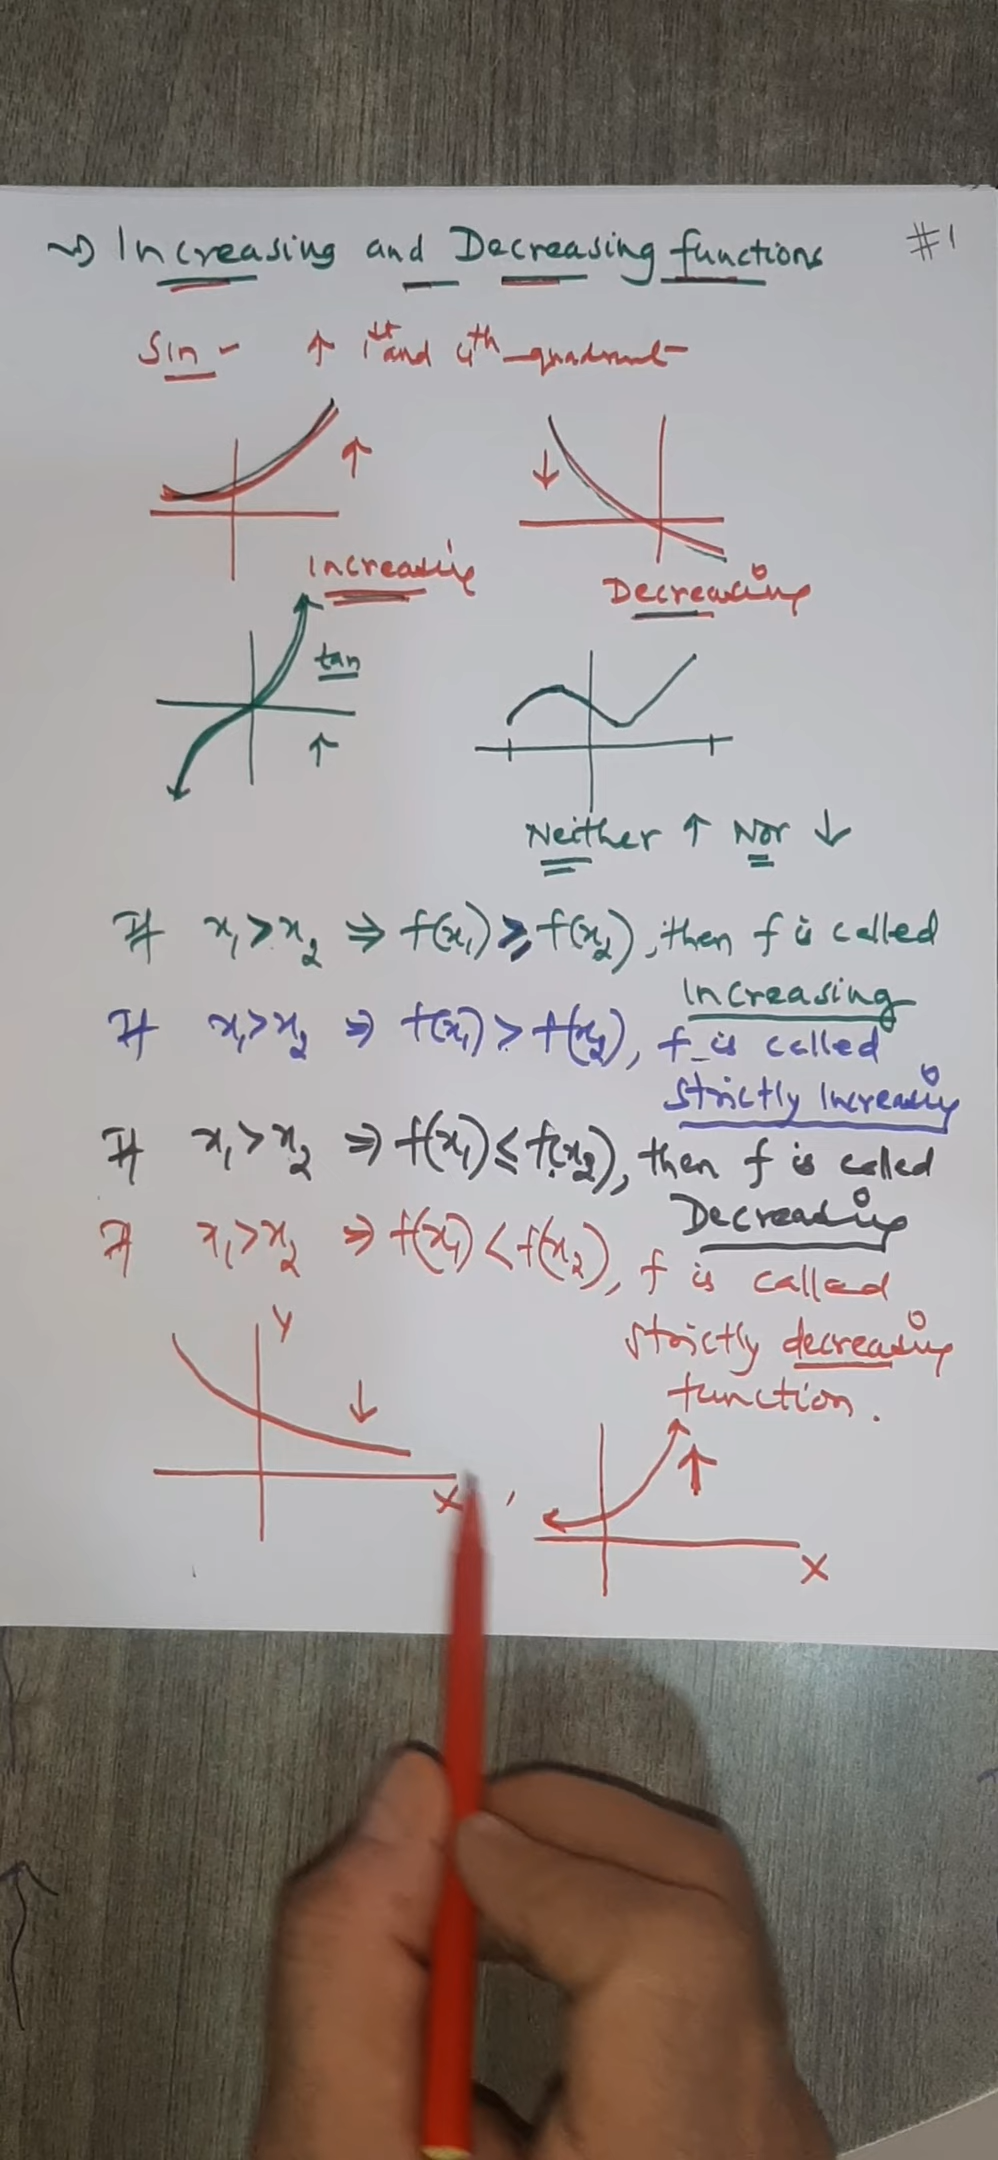 ~> Increasing and Decreasing functions #1
Sin - ↑ 1st and 4th quadrant
↑ ↓
Increasing Decreasing
tan
↑
Neither ↑ Nor ↓
If x₁>x₂ ⇒ f(x₁)≥f(x₂), then f is called
Increasing
If x₁>x₂ ⇒ f(x₁)>f(x₂), f is called
Strictly Increasing
If x₁>x₂ ⇒ f(x₁)≤f(x₂), then f is called
Decreasing
If x₁>x₂ ⇒ f(x₁)<f(x₂), f is called
strictly decreasing
function.
Y
↓ ↑
X , X